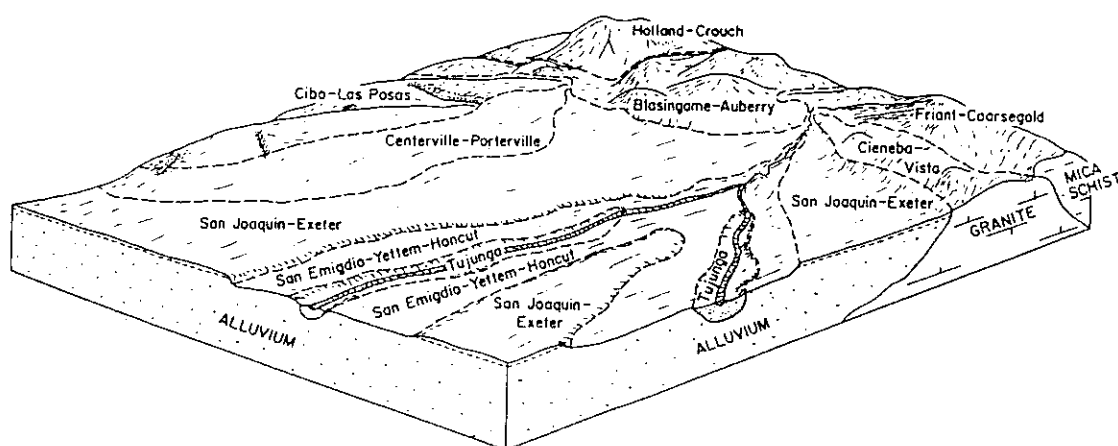 Holland-Crouch
Cibo-Las Posas
Blasingame-Auberry
Friant-Coarsegold
Centerville-Porterville
Cieneba-
Vista
MICA
SCHIST
San Joaquin-Exeter
San Joaquin-Exeter
GRANITE
San Emigdio-Yettem-Honcut
Tujunga
Tujunga
San Emigdio-Yettem-Honcut
San Joaquin-
Exeter
ALLUVIUM
ALLUVIUM